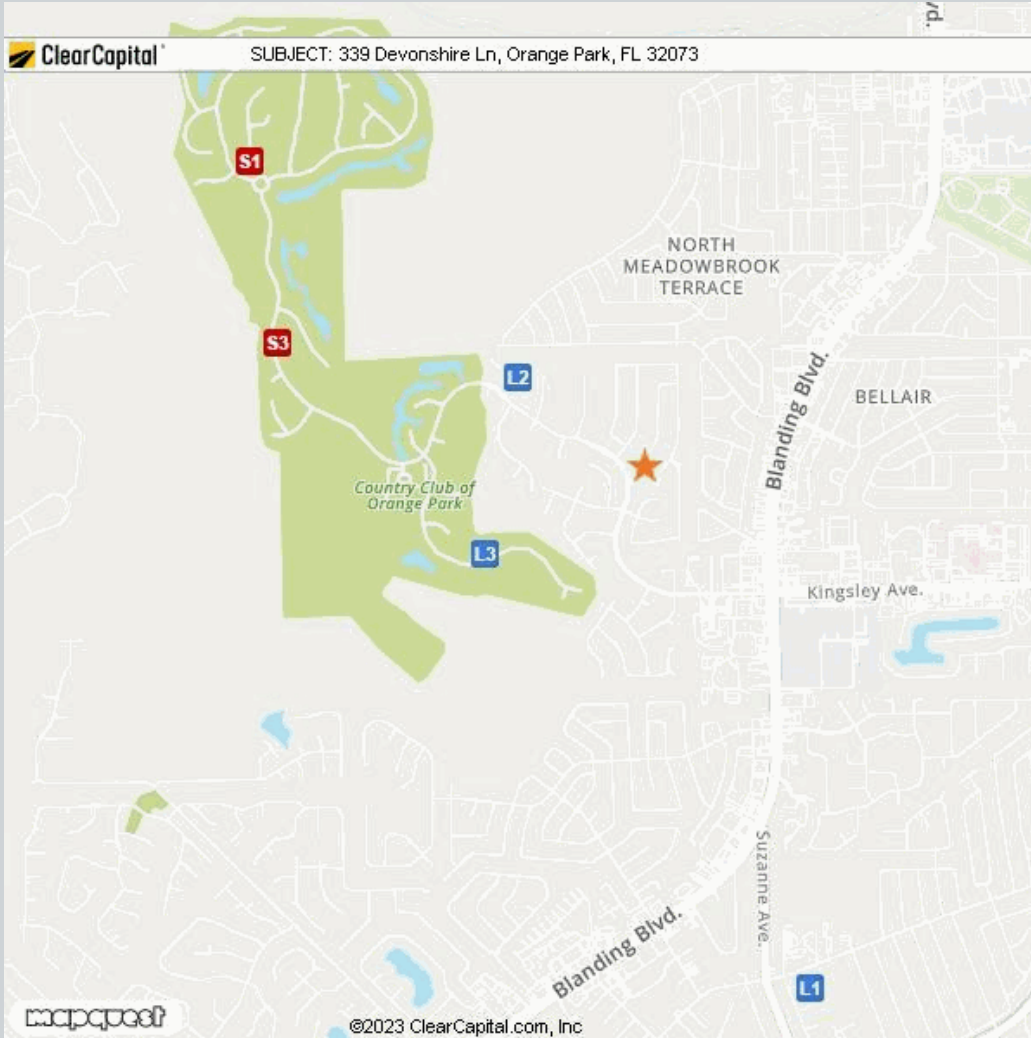 vd.
ClearCapital
SUBJECT: 339 Devonshire Ln, Orange Park, FL 32073
S1
NORTH
MEADOWBROOK
TERRACE
S3
L2
Blanding Blvd.
BELLAIR
Country Club of
Orange Park
L3
Kingsley Ave.
Suzanne Ave.
Blanding Blvd.
L1
mapquest
©2023 ClearCapital.com, Inc